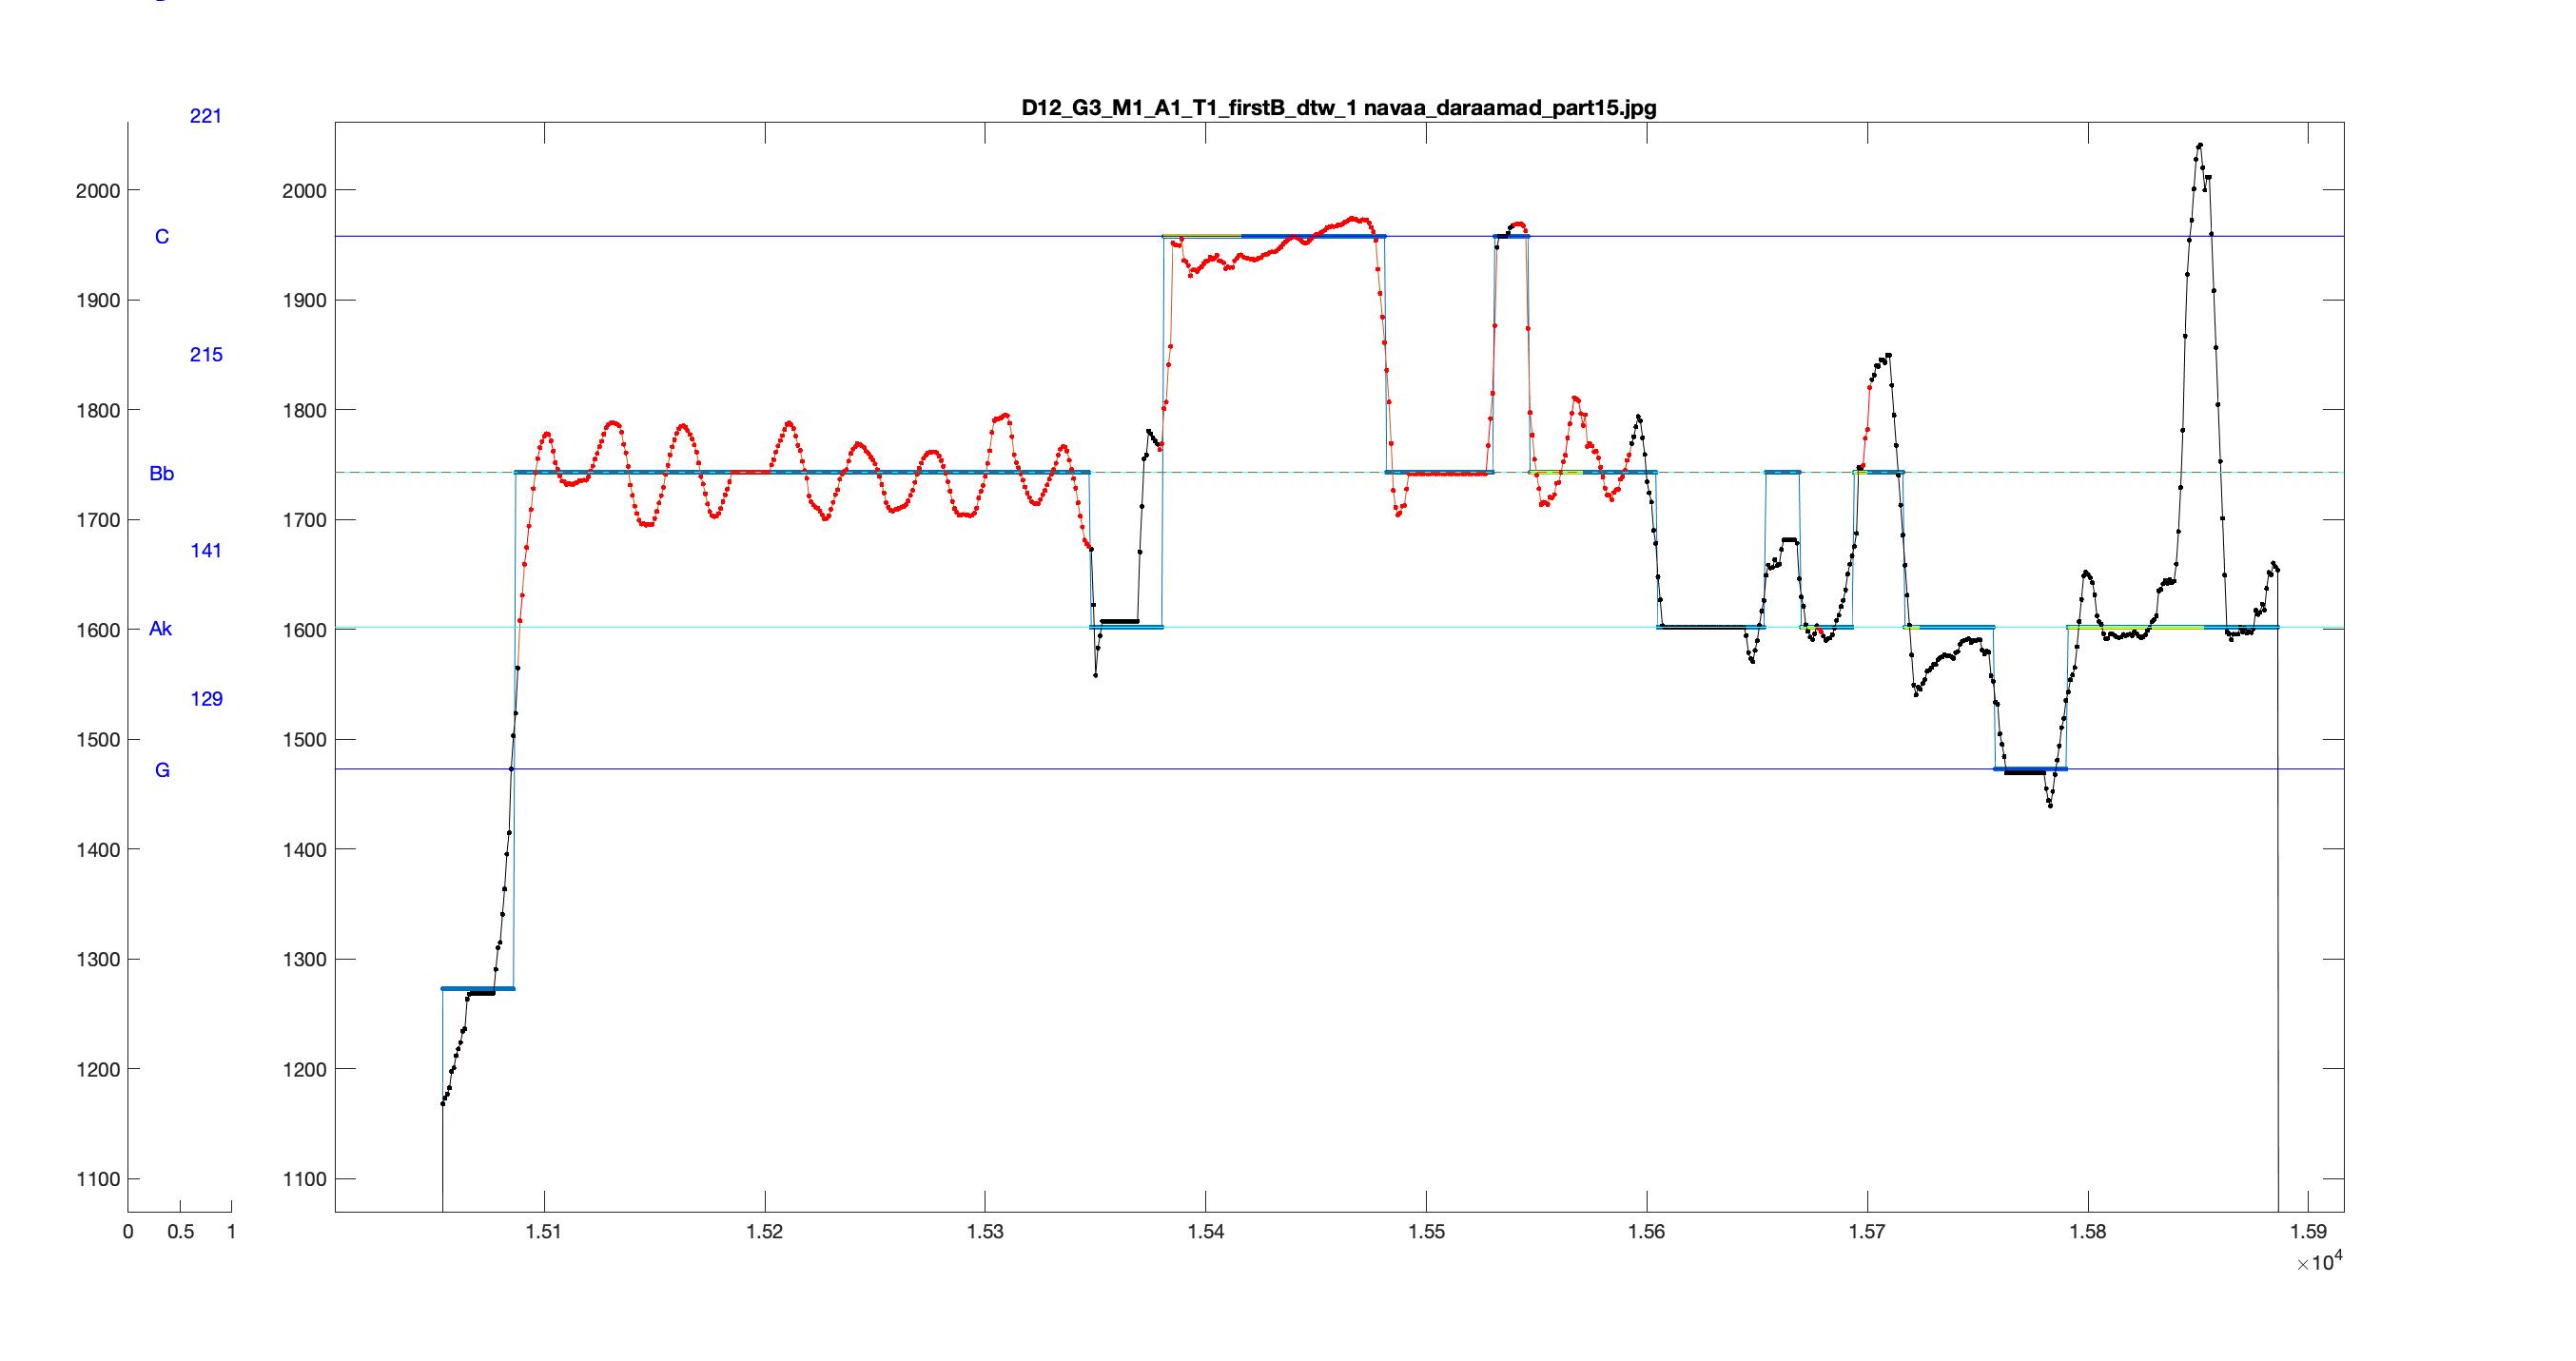 D12_G3_M1_A1_T1_firstB_dtw_1 navaa_daraamad_part15.jpg
221
2000 2000
C
1900 1900
215
1800 1800
Bb
1700 1700
141
1600 Ak 1600
129
1500 1500
G
1400 1400
1300 1300
1200 1200
1100 1100
0 0.5 1 1.51 1.52 1.53 1.54 1.55 1.56 1.57 1.58 1.59
×10⁴